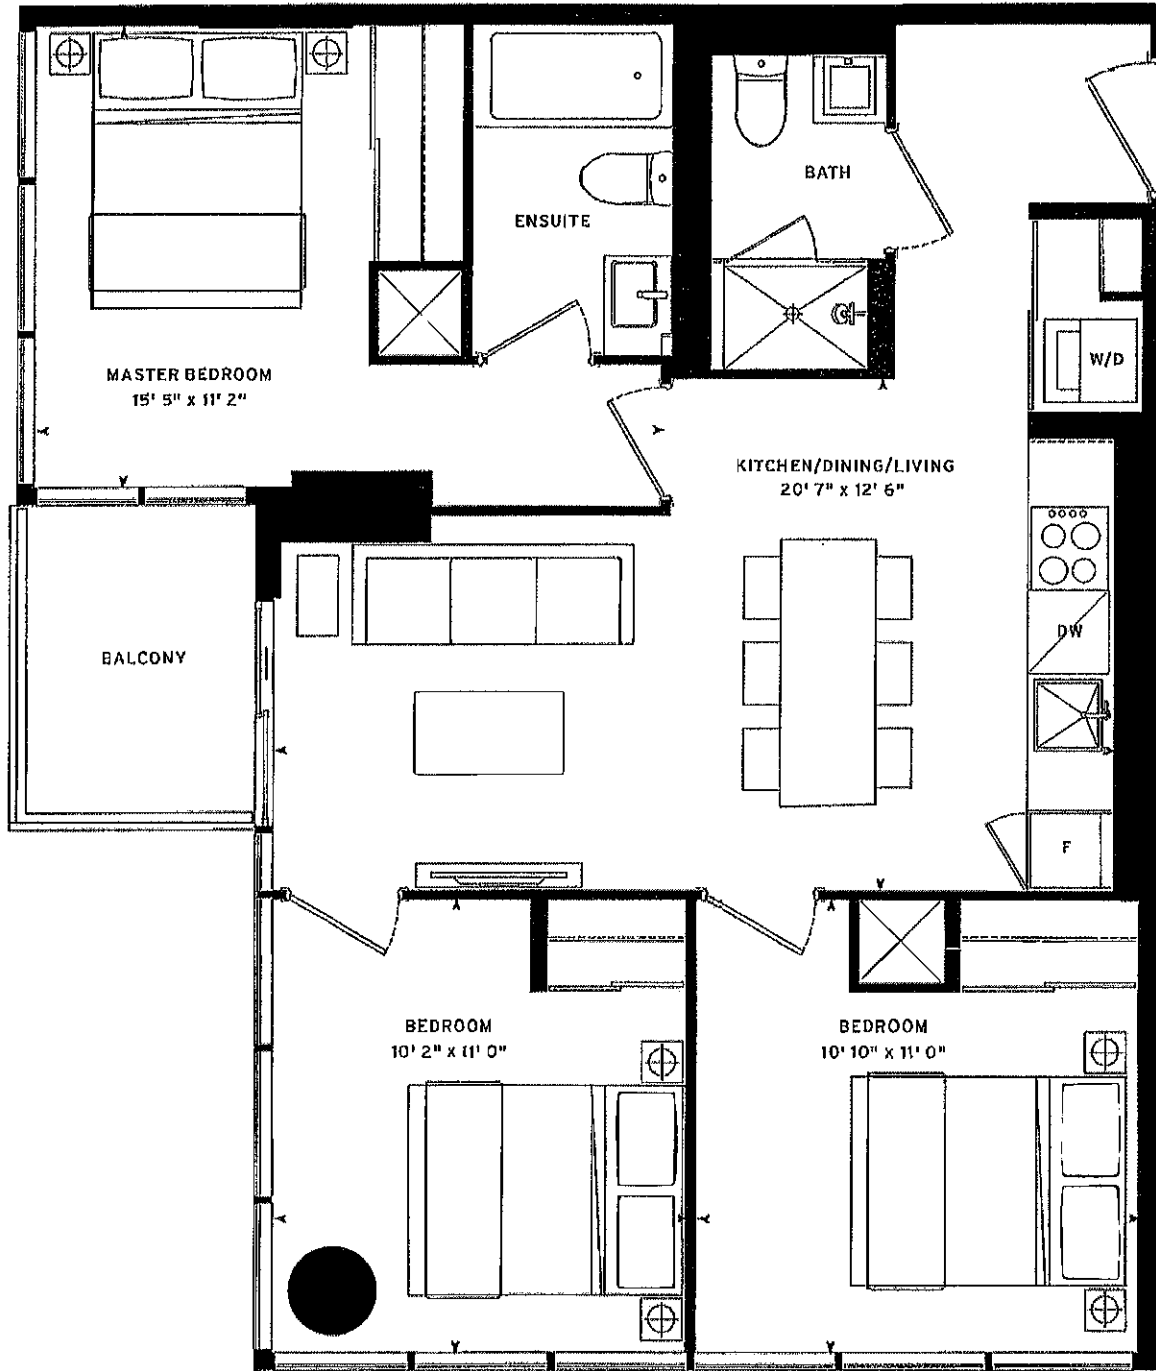 BATH
ENSUITE
W/D
MASTER BEDROOM
15' 5" x 11' 2"
KITCHEN/DINING/LIVING
20' 7" x 12' 6"
DW
BALCONY
F
BEDROOM
10' 2" x 11' 0"
BEDROOM
10' 10" x 11' 0"